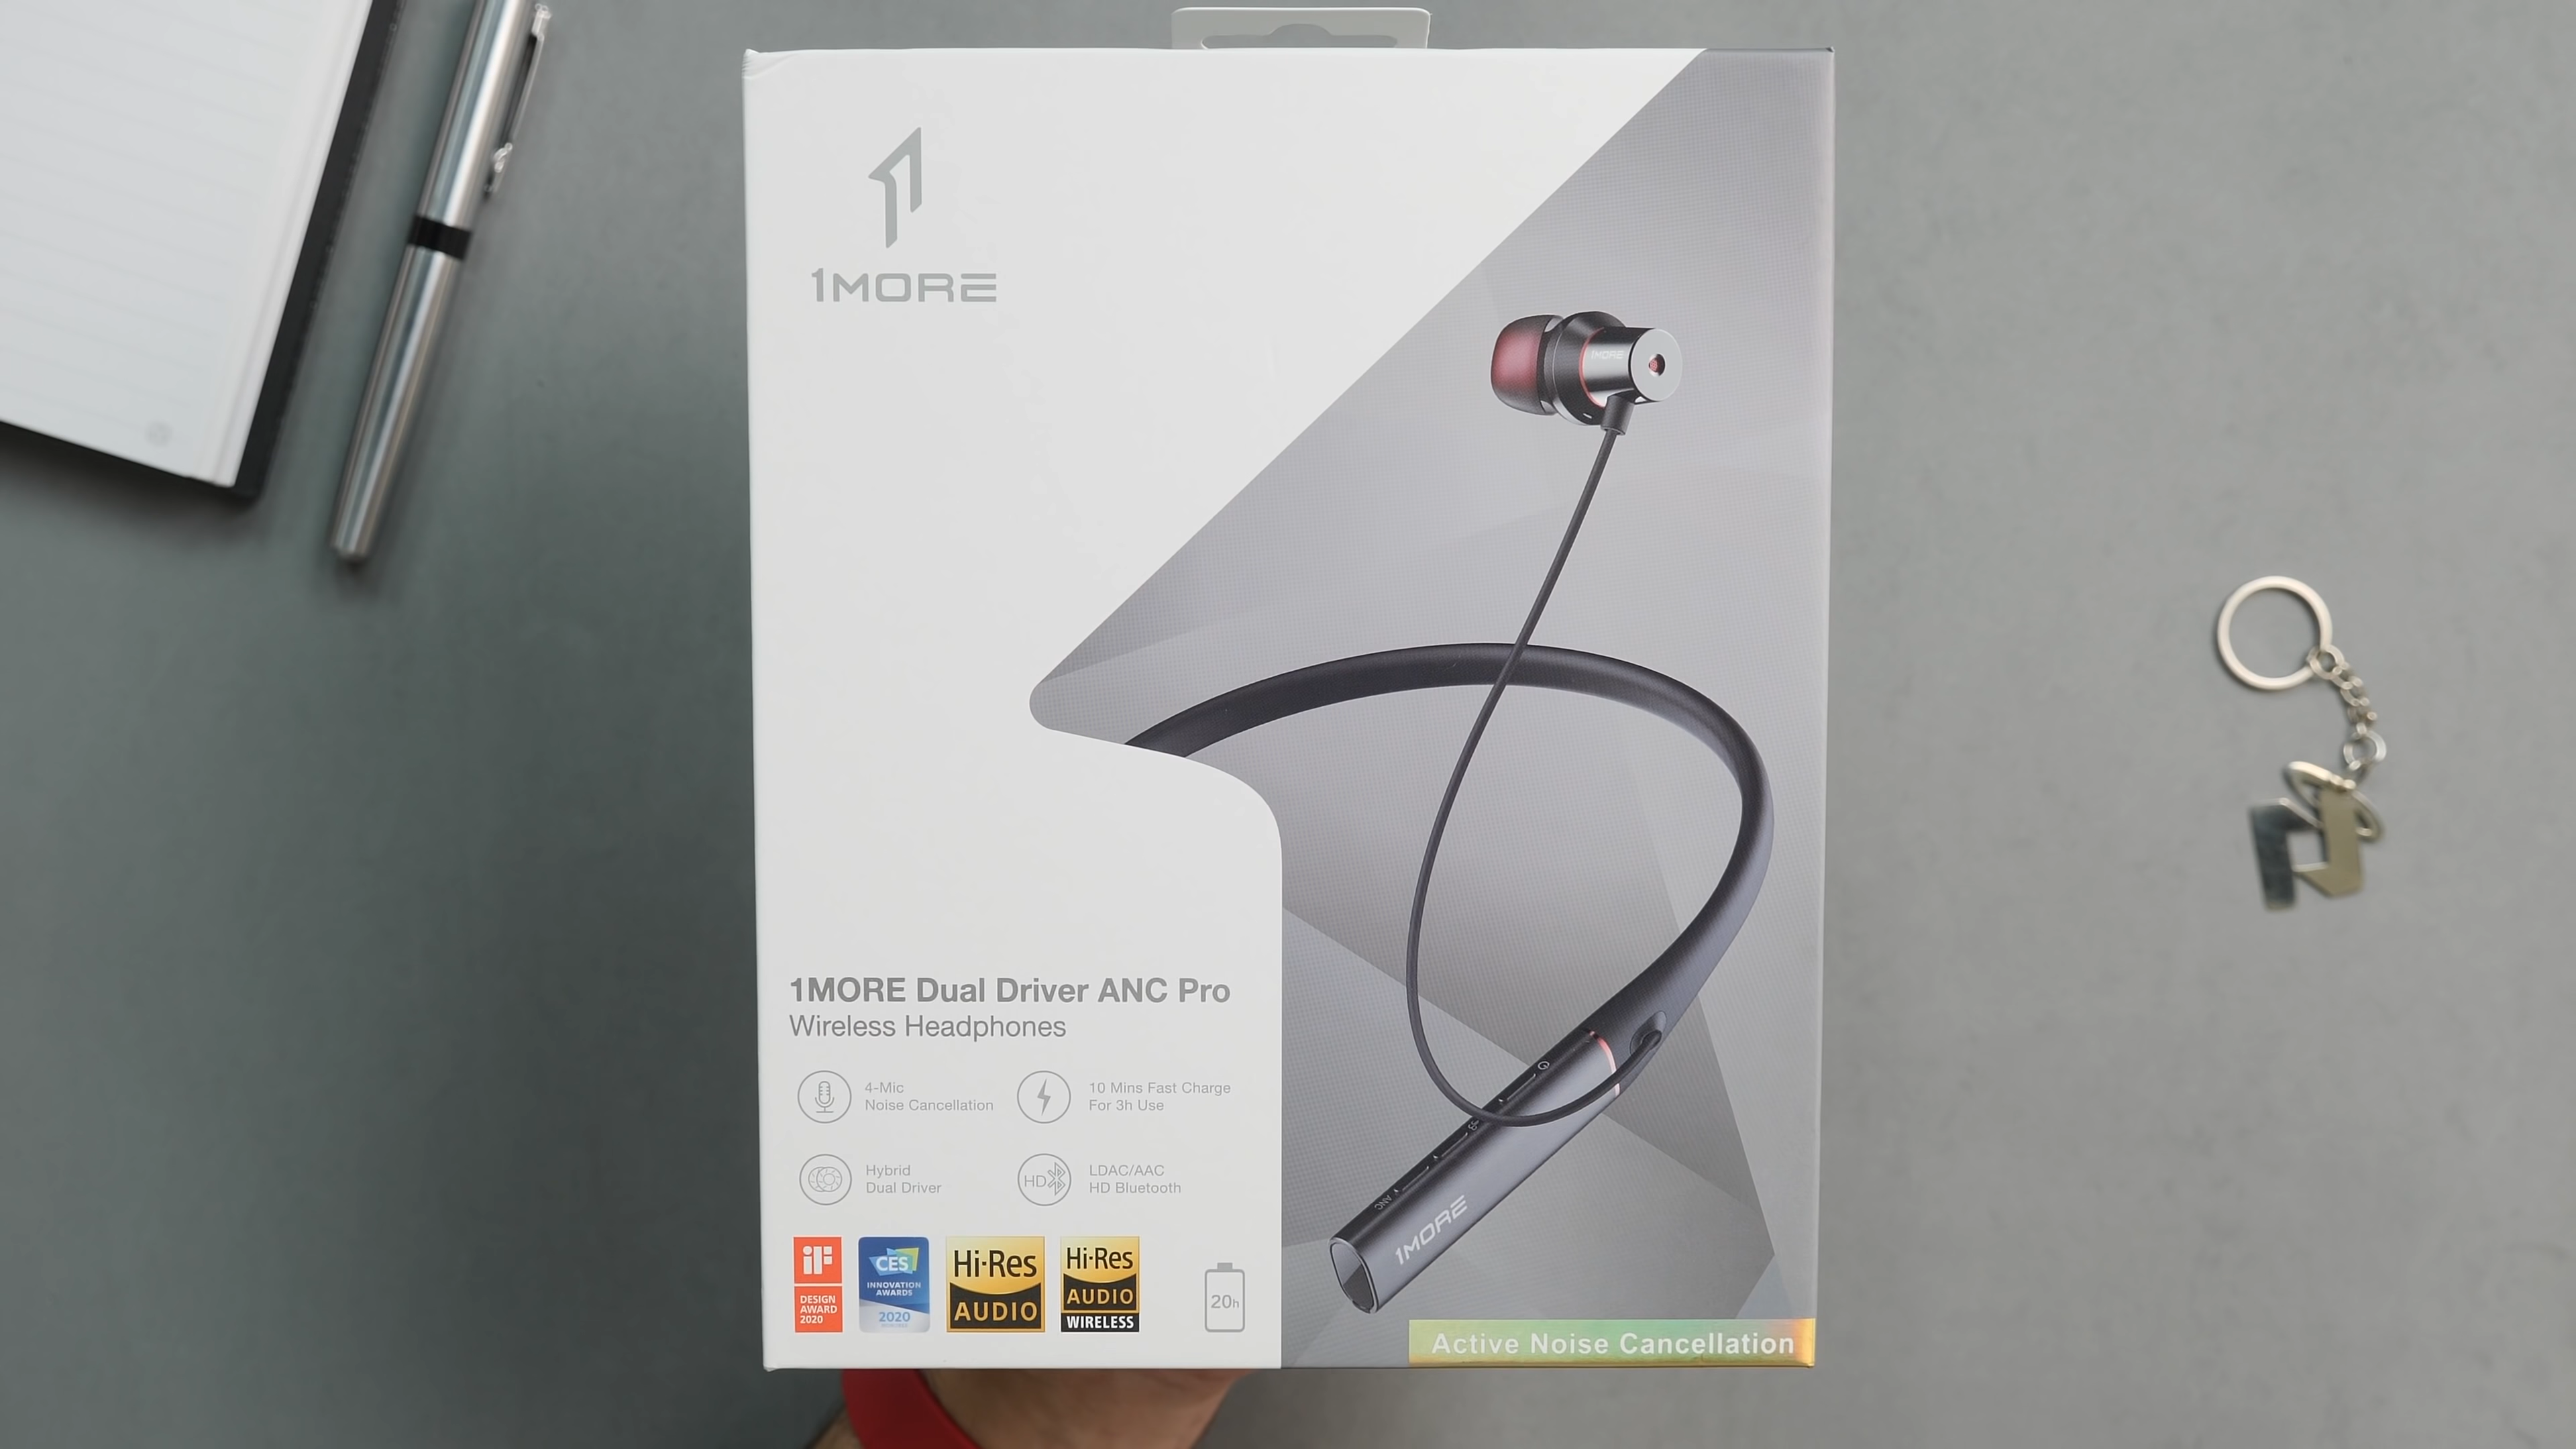 1MORE
1MORE
1MORE Dual Driver ANC Pro
Wireless Headphones
4-Mic
Noise Cancellation
10 Mins Fast Charge
For 3h Use
Hybrid
Dual Driver
HD
LDAC/AAC
HD Bluetooth
iF
DESIGN
AWARD
2020
CES
INNOVATION
AWARDS
2020
Hi-Res
AUDIO
Hi-Res
AUDIO
WIRELESS
20h
ANC
1MORE
Active Noise Cancellation